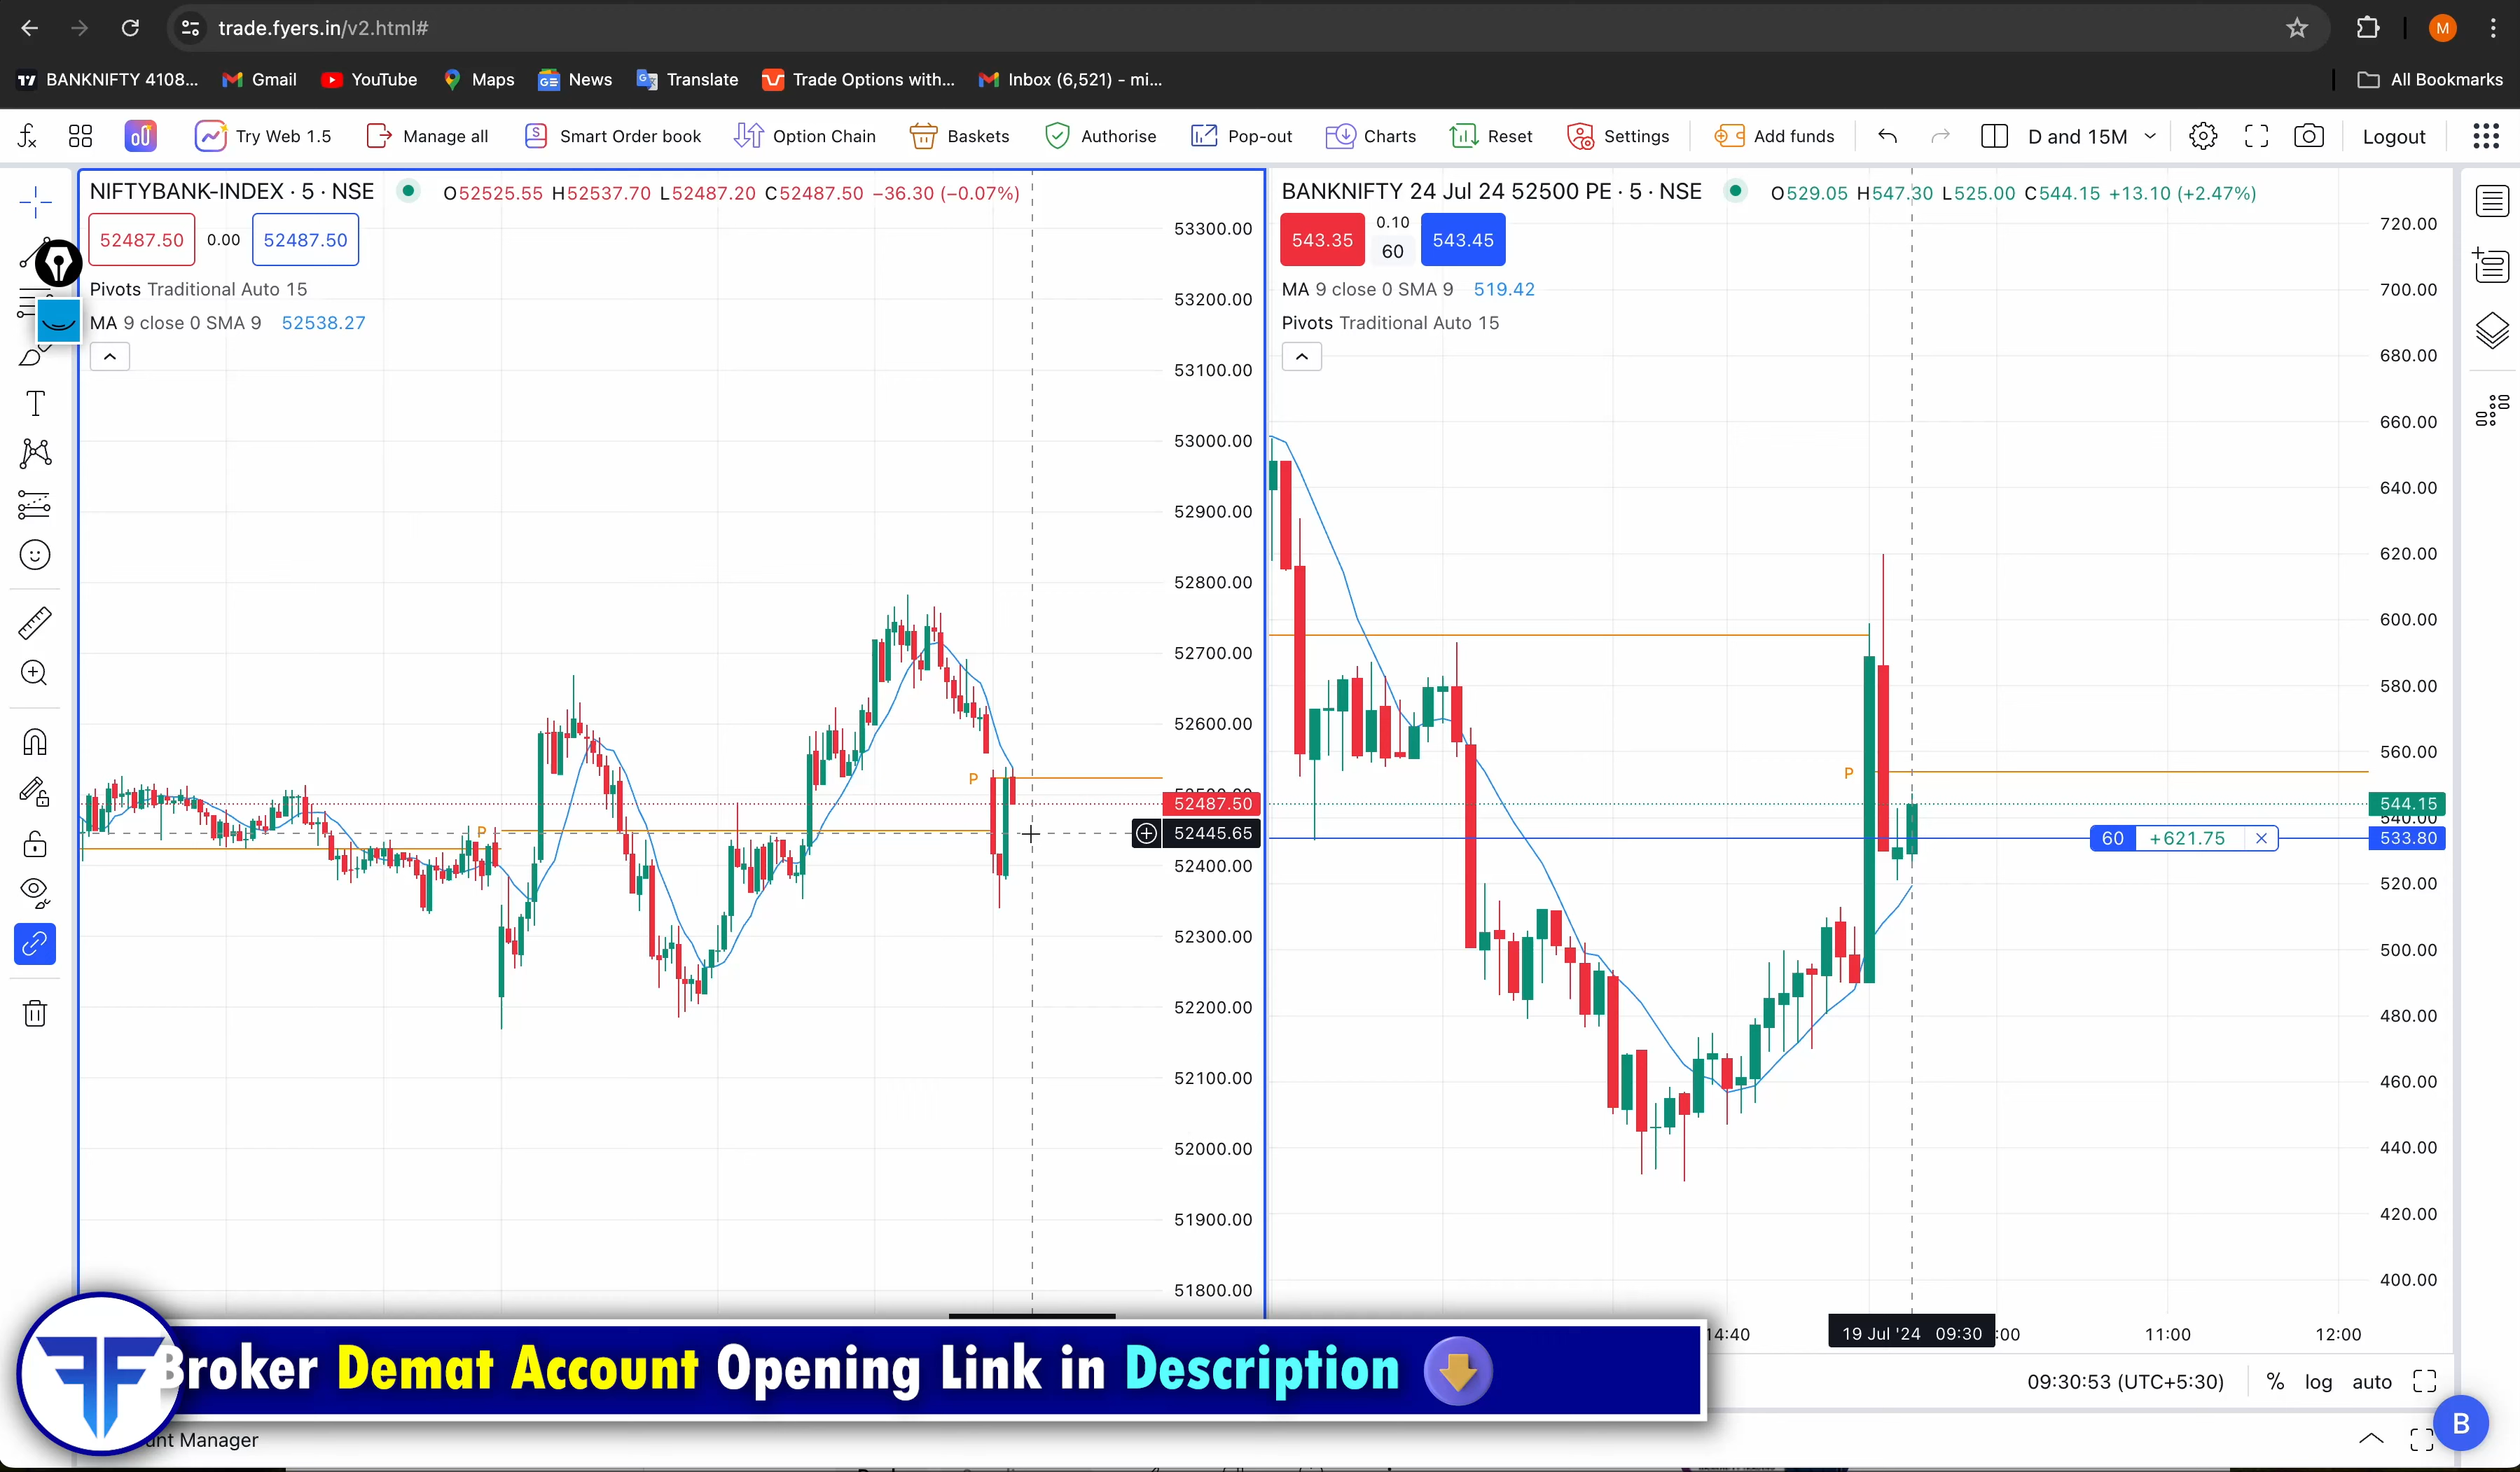 trade.fyers.in/v2.html#
M
BANKNIFTY 4108...
Gmail
YouTube
Maps
News
Translate
Trade Options with...
Inbox (6,521) - mi...
All Bookmarks
Try Web 1.5
Manage all
Smart Order book
Option Chain
Baskets
Authorise
Pop-out
Charts
Reset
Settings
Add funds
D and 15M
Logout
NIFTYBANK-INDEX · 5 · NSE
O52525.55 H52537.70 L52487.20 C52487.50 −36.30 (−0.07%)
52487.50
0.00
52487.50
Pivots Traditional Auto 15
MA 9 close 0 SMA 9 52538.27
53300.00
53200.00
53100.00
53000.00
52900.00
52800.00
52700.00
52600.00
52487.50
52445.65
52400.00
52300.00
52200.00
52100.00
52000.00
51900.00
51800.00
P
P
BANKNIFTY 24 Jul 24 52500 PE · 5 · NSE
O529.05 H547.30 L525.00 C544.15 +13.10 (+2.47%)
543.35
0.10
60
543.45
MA 9 close 0 SMA 9 519.42
Pivots Traditional Auto 15
720.00
700.00
680.00
660.00
640.00
620.00
600.00
580.00
560.00
544.15
540.00
533.80
520.00
500.00
480.00
460.00
440.00
420.00
400.00
P
60
+621.75
14:40
19 Jul '24 09:30
:00
11:00
12:00
Broker Demat Account Opening Link in Description
09:30:53 (UTC+5:30)
%
log
auto
B
nt Manager